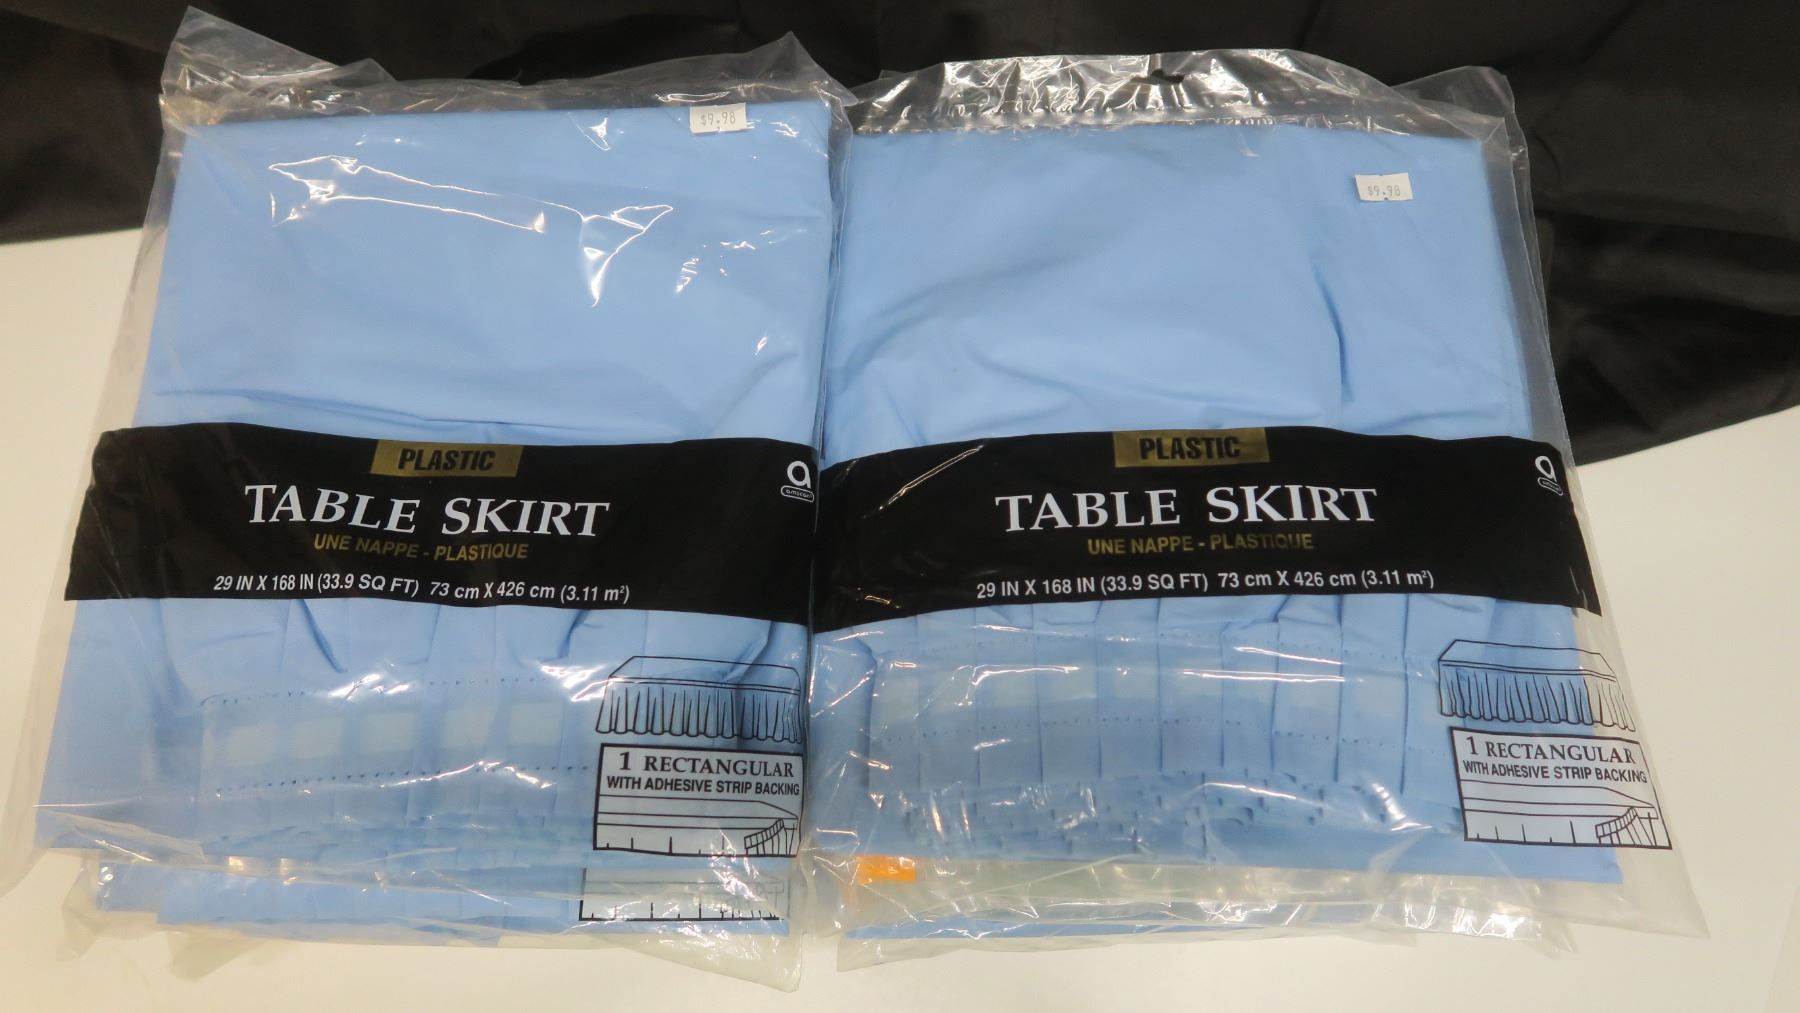 $9.98
PLASTIC
TABLE SKIRT
a
amscan
UNE NAPPE - PLASTIQUE
29 IN X 168 IN (33.9 SQ FT) 73 cm X 426 cm (3.11 m²)
1 RECTANGULAR
WITH ADHESIVE STRIP BACKING
$9.98
PLASTIC
TABLE SKIRT
a
amscan
UNE NAPPE - PLASTIQUE
29 IN X 168 IN (33.9 SQ FT) 73 cm X 426 cm (3.11 m²)
1 RECTANGULAR
WITH ADHESIVE STRIP BACKING